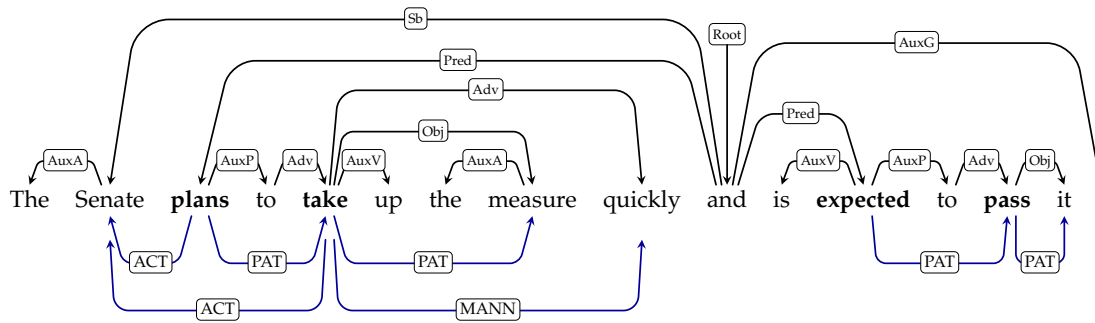 Sb
Root
AuxG
Pred
Adv
Pred
Obj
AuxA AuxP Adv AuxV AuxA AuxV AuxP Adv Obj
The Senate plans to take up the measure quickly and is expected to pass it
ACT PAT PAT PAT PAT
ACT MANN